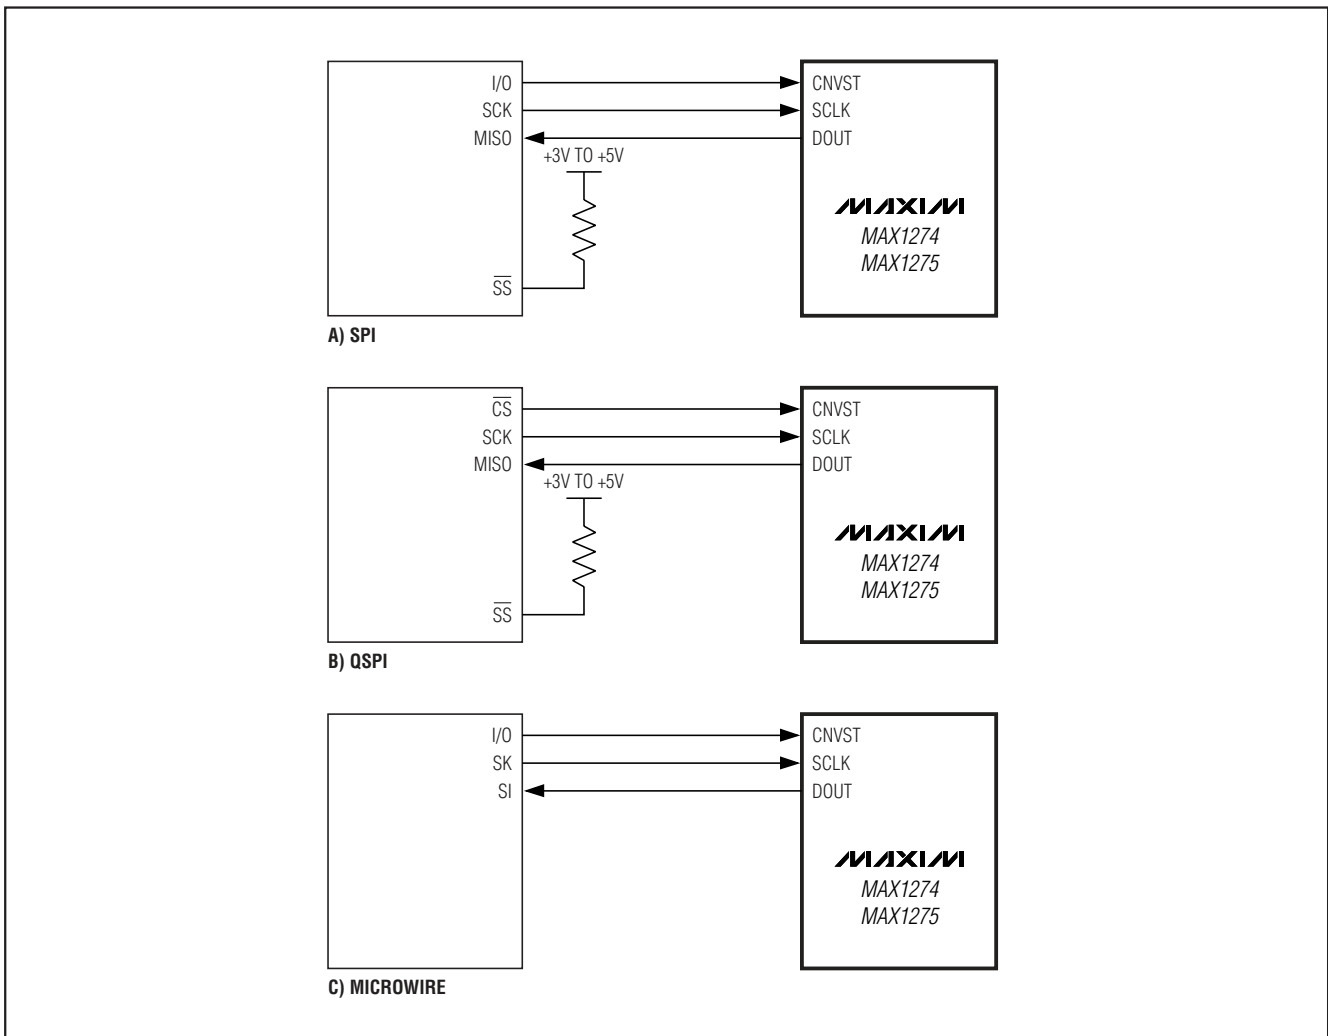 I/O
CNVST
SCK
SCLK
MISO
DOUT
+3V TO +5V
MAXIM
MAX1274
MAX1275
SS
A) SPI
CS
CNVST
SCK
SCLK
MISO
DOUT
+3V TO +5V
MAXIM
MAX1274
MAX1275
SS
B) QSPI
I/O
CNVST
SK
SCLK
SI
DOUT
MAXIM
MAX1274
MAX1275
C) MICROWIRE